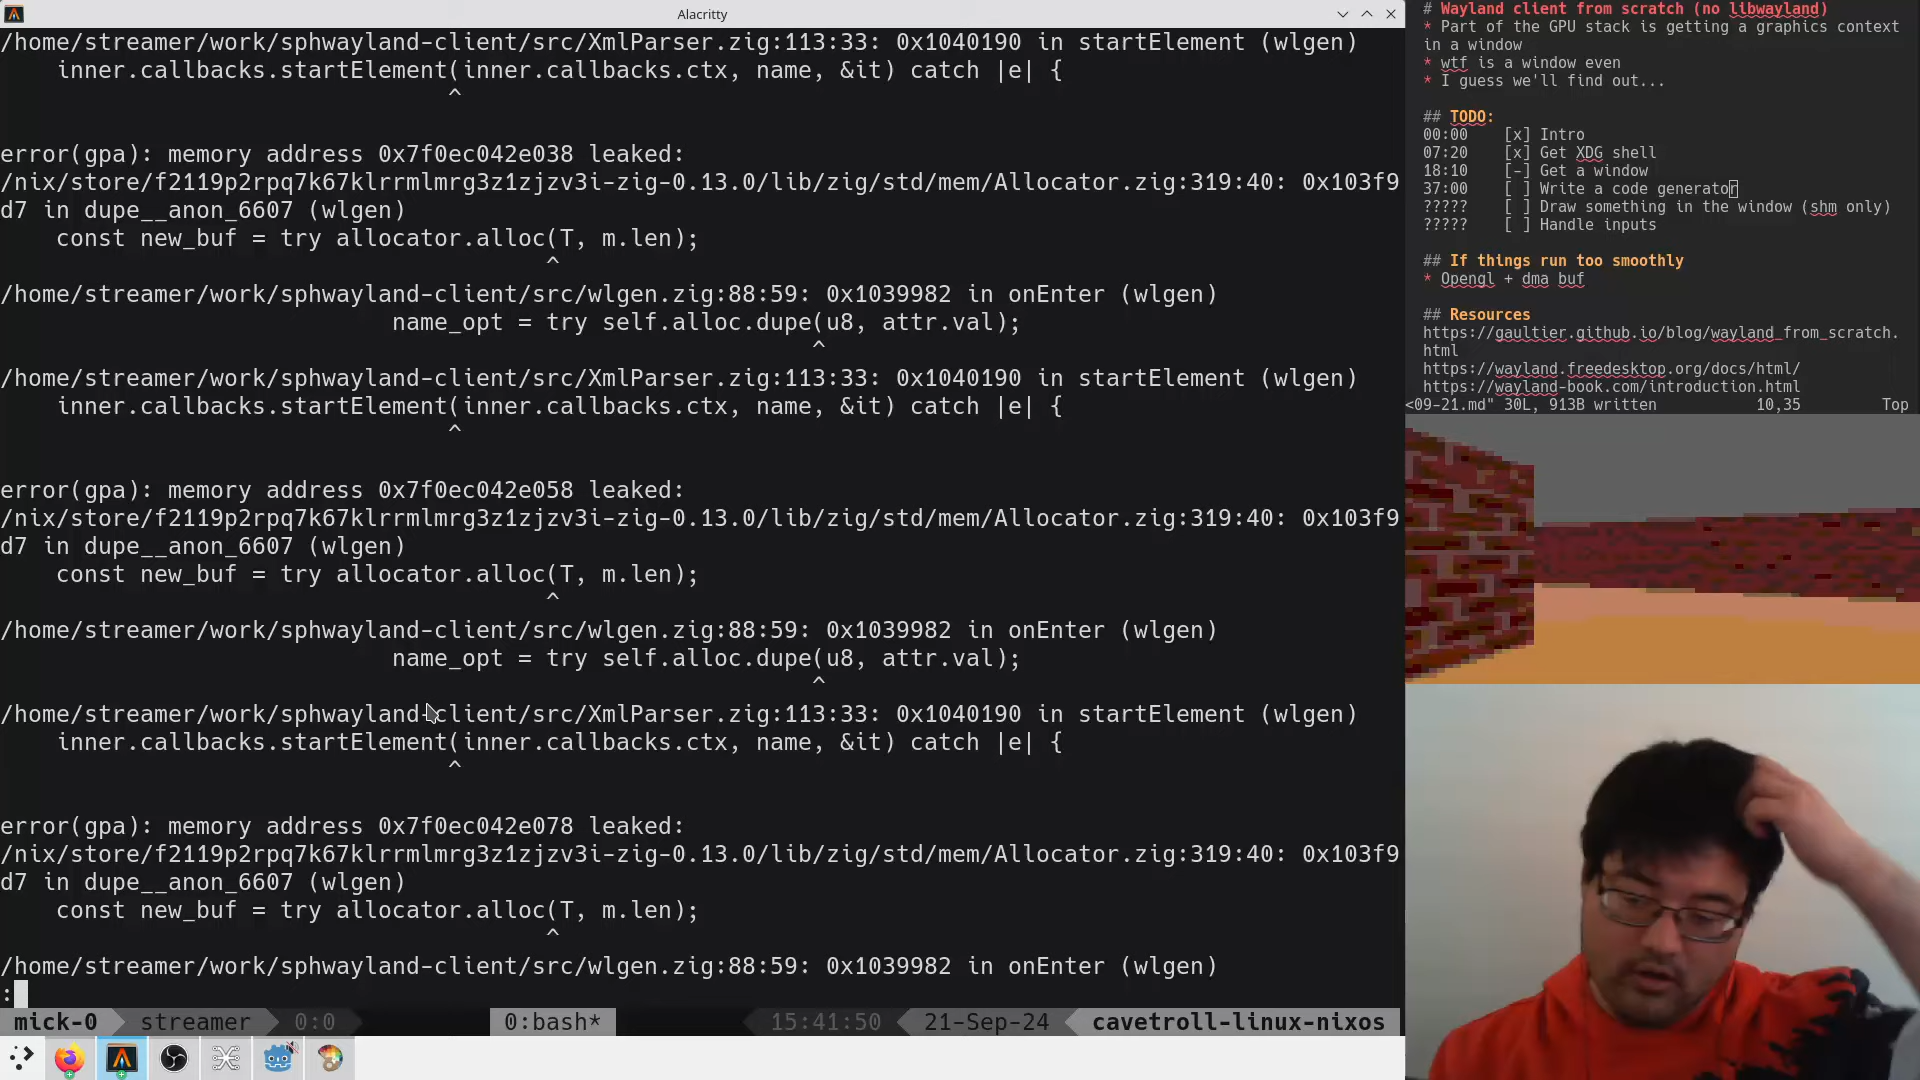 Alacritty
/home/streamer/work/sphwayland-client/src/XmlParser.zig:113:33: 0x1040190 in startElement (wlgen)
inner.callbacks.startElement(inner.callbacks.ctx, name, &it) catch |e| {
^
error(gpa): memory address 0x7f0ec042e038 leaked:
/nix/store/f2119p2rpq7k67klrrmlmrg3z1zjzv3i-zig-0.13.0/lib/zig/std/mem/Allocator.zig:319:40: 0x103f9
d7 in dupe__anon_6607 (wlgen)
const new_buf = try allocator.alloc(T, m.len);
^
/home/streamer/work/sphwayland-client/src/wlgen.zig:88:59: 0x1039982 in onEnter (wlgen)
name_opt = try self.alloc.dupe(u8, attr.val);
^
/home/streamer/work/sphwayland-client/src/XmlParser.zig:113:33: 0x1040190 in startElement (wlgen)
inner.callbacks.startElement(inner.callbacks.ctx, name, &it) catch |e| {
^
error(gpa): memory address 0x7f0ec042e058 leaked:
/nix/store/f2119p2rpq7k67klrrmlmrg3z1zjzv3i-zig-0.13.0/lib/zig/std/mem/Allocator.zig:319:40: 0x103f9
d7 in dupe__anon_6607 (wlgen)
const new_buf = try allocator.alloc(T, m.len);
^
/home/streamer/work/sphwayland-client/src/wlgen.zig:88:59: 0x1039982 in onEnter (wlgen)
name_opt = try self.alloc.dupe(u8, attr.val);
^
/home/streamer/work/sphwayland-client/src/XmlParser.zig:113:33: 0x1040190 in startElement (wlgen)
inner.callbacks.startElement(inner.callbacks.ctx, name, &it) catch |e| {
^
error(gpa): memory address 0x7f0ec042e078 leaked:
/nix/store/f2119p2rpq7k67klrrmlmrg3z1zjzv3i-zig-0.13.0/lib/zig/std/mem/Allocator.zig:319:40: 0x103f9
d7 in dupe__anon_6607 (wlgen)
const new_buf = try allocator.alloc(T, m.len);
^
/home/streamer/work/sphwayland-client/src/wlgen.zig:88:59: 0x1039982 in onEnter (wlgen)
:
mick-0 streamer 0:0 0:bash* 15:41:50 21-Sep-24 cavetroll-linux-nixos
# Wayland client from scratch (no libwayland)
* Part of the GPU stack is getting a graphics context
in a window
* wtf is a window even
* I guess we'll find out...
## TODO:
00:00 [x] Intro
07:20 [x] Get XDG shell
18:10 [-] Get a window
37:00 [ ] Write a code generator
????? [ ] Draw something in the window (shm only)
????? [ ] Handle inputs
## If things run too smoothly
* Opengl + dma buf
## Resources
https://gaultier.github.io/blog/wayland_from_scratch.
html
https://wayland.freedesktop.org/docs/html/
https://wayland-book.com/introduction.html
<09-21.md" 30L, 913B written 10,35 Top